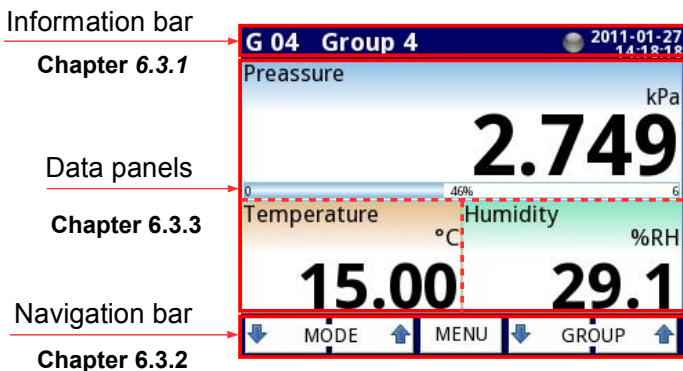 Information bar
Chapter 6.3.1
Data panels
Chapter 6.3.3
Navigation bar
Chapter 6.3.2
G 04 Group 4
2011-01-27
14:18:18
Preassure
kPa
2.749
0 46% 6
Temperature
°C
15.00
Humidity
%RH
29.1
MODE MENU GROUP